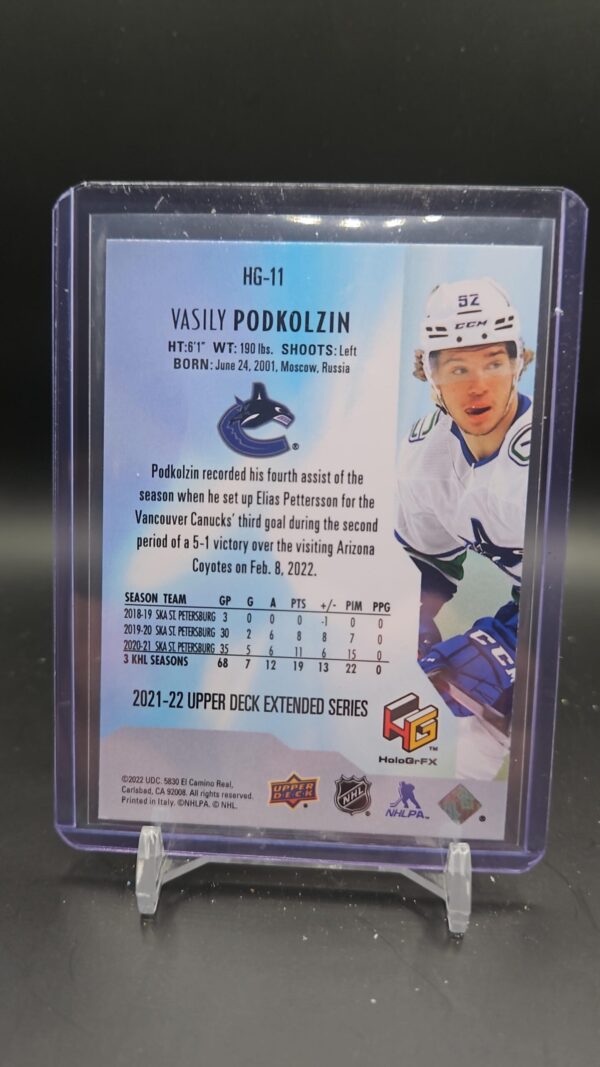 HG-11
VASILY PODKOLZIN
HT:6'1" WT: 190 lbs. SHOOTS: Left
BORN: June 24, 2001, Moscow, Russia
Podkolzin recorded his fourth assist of the
season when he set up Elias Pettersson for the
Vancouver Canucks' third goal during the second
period of a 5-1 victory over the visiting Arizona
Coyotes on Feb. 8, 2022.
SEASON TEAM GP G A PTS +/- PIM PPG
2018-19 SKA ST. PETERSBURG 3 0 0 0 -1 0 0
2019-20 SKA ST. PETERSBURG 30 2 6 8 8 7 0
2020-21 SKA ST. PETERSBURG 35 5 6 11 6 15 0
3 KHL SEASONS 68 7 12 19 13 22 0
2021-22 UPPER DECK EXTENDED SERIES
HG™
HoloGrFX
©2022 UDC. 5830 El Camino Real,
Carlsbad, CA 92008. All rights reserved.
Printed in Italy. ©NHLPA. © NHL.
UPPER DECK
NHL
NHLPA™
92
CCM
CCM